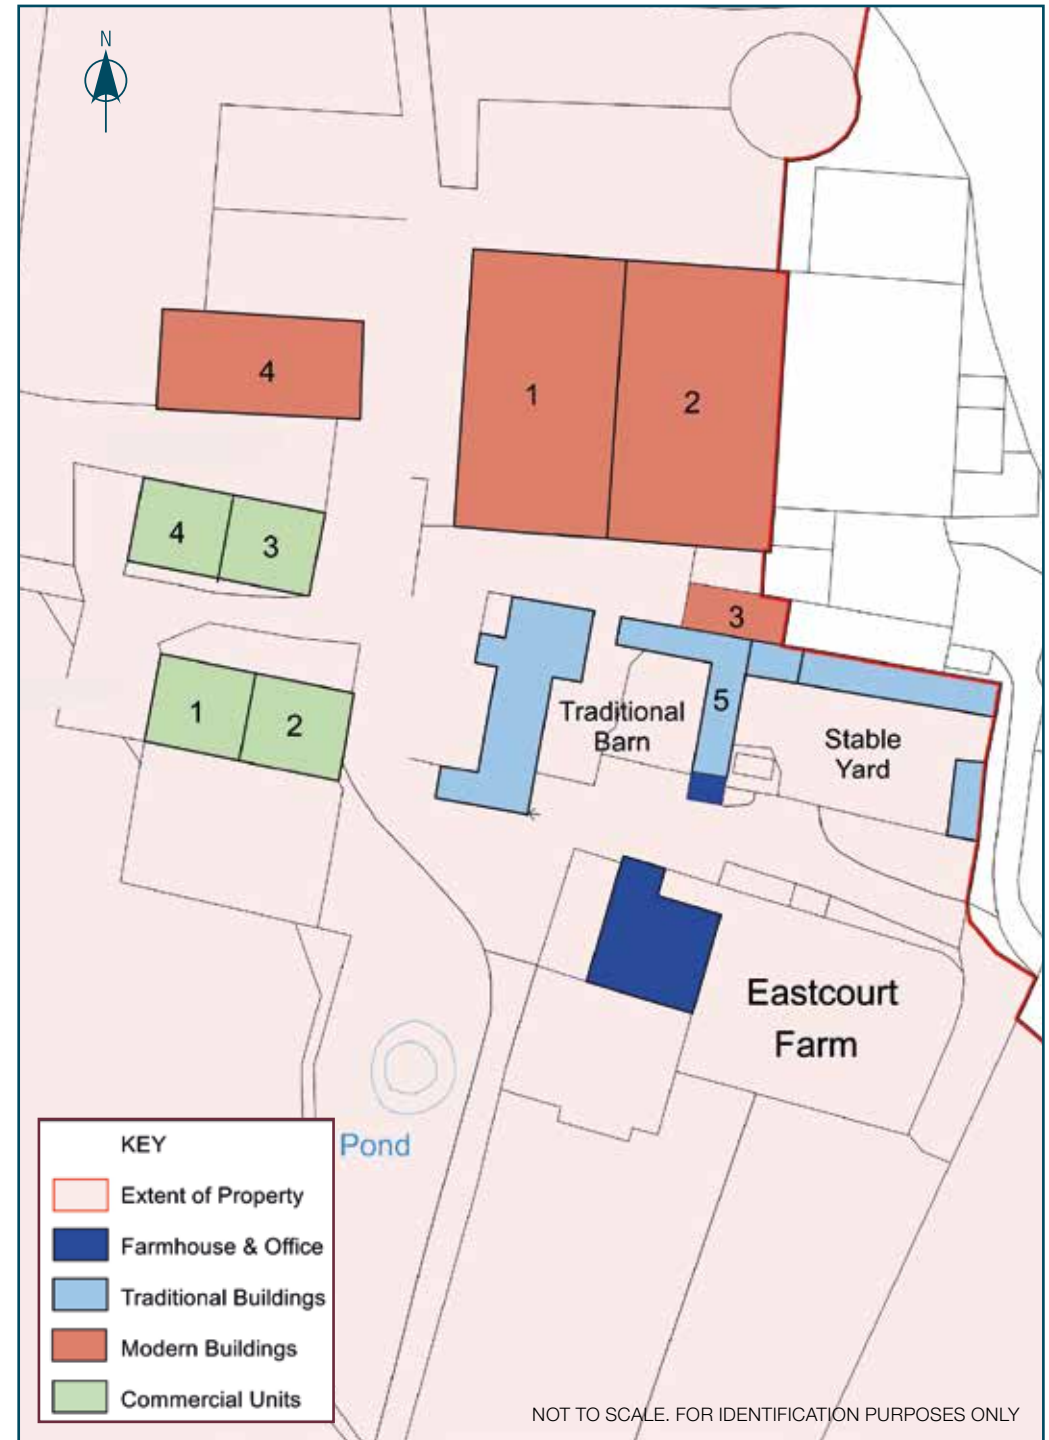 N
1
2
4
4
3
3
1
2
5
Traditional
Barn
Stable
Yard
Eastcourt
Farm
Pond
KEY
Extent of Property
Farmhouse & Office
Traditional Buildings
Modern Buildings
Commercial Units
NOT TO SCALE. FOR IDENTIFICATION PURPOSES ONLY